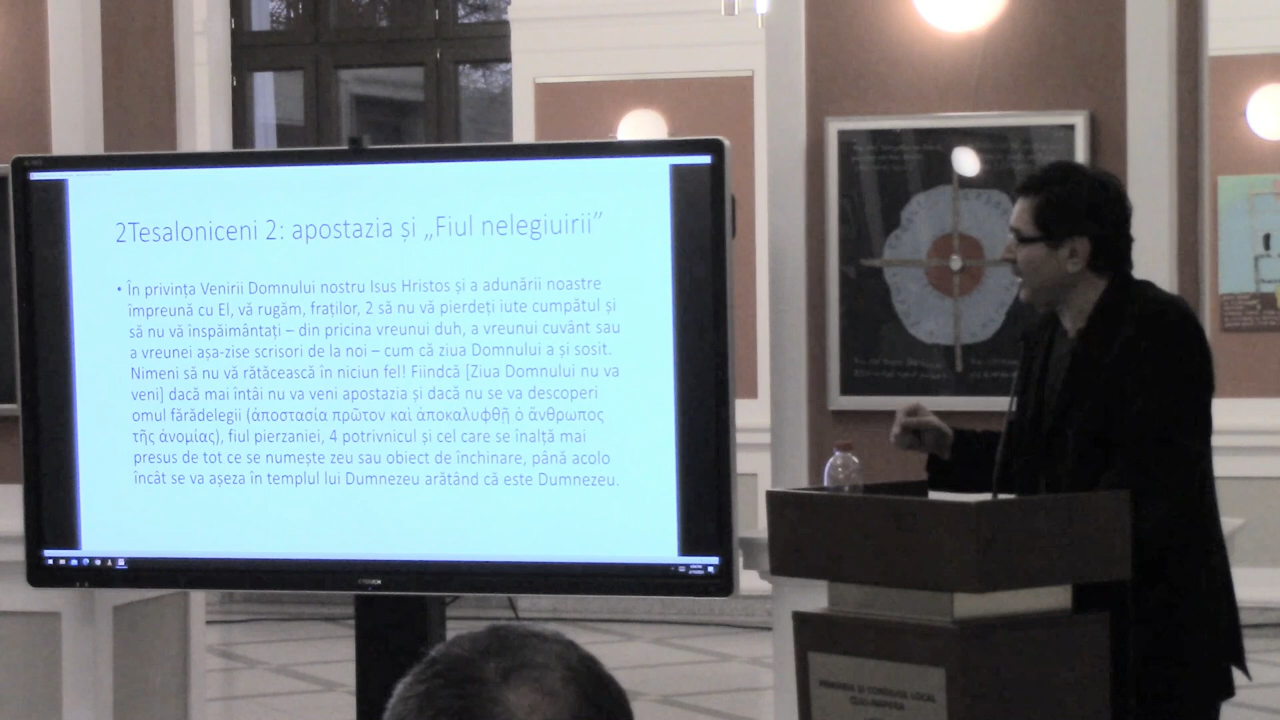 2Tesaloniceni 2: apostazia și „Fiul nelegiuirii”
• În privința Venirii Domnului nostru Isus Hristos și a adunării noastre
împreună cu El, vă rugăm, fraților, 2 să nu vă pierdeți iute cumpătul și
să nu vă înspăimântați – din pricina vreunui duh, a vreunui cuvânt sau
a vreunei așa-zise scrisori de la noi – cum că ziua Domnului a și sosit.
Nimeni să nu vă rătăcească în niciun fel! Fiindcă [Ziua Domnului nu va
veni] dacă mai întâi nu va veni apostazia și dacă nu se va descoperi
omul fărădelegii (ἀποστασία πρῶτον καὶ ἀποκαλυφθῇ ὁ ἄνθρωπος
τῆς ἀνομίας), fiul pierzaniei, 4 potrivnicul și cel care se înalță mai
presus de tot ce se numește zeu sau obiect de închinare, până acolo
încât se va așeza în templul lui Dumnezeu arătând că este Dumnezeu.
PRIMĂRIA ȘI CONSILIUL LOCAL
CLUJ-NAPOCA